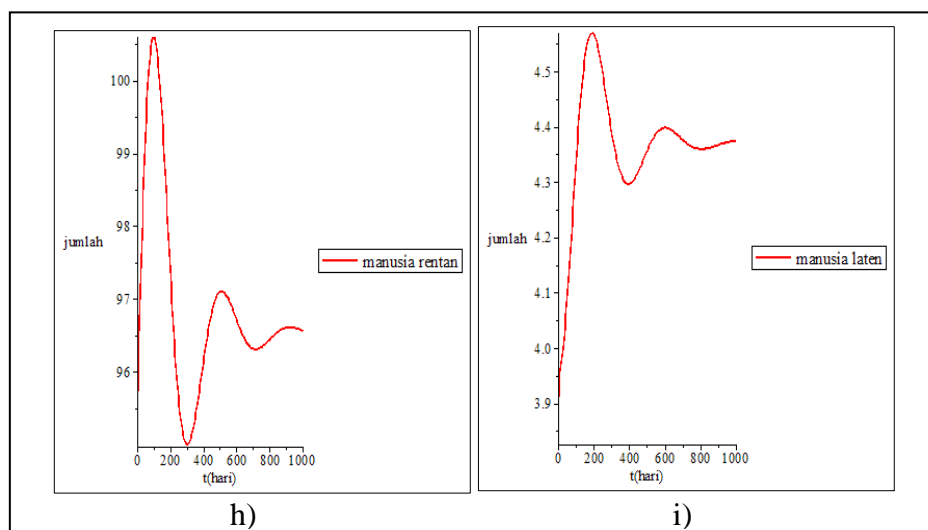 100
99
98
jumlah
97
96
manusia rentan
0 200 400 600 800 1000
t(hari)
h)
4.5
4.4
4.3
4.2
jumlah
4.1
4.0
3.9
manusia laten
0 200 400 600 800 1000
t(hari)
i)